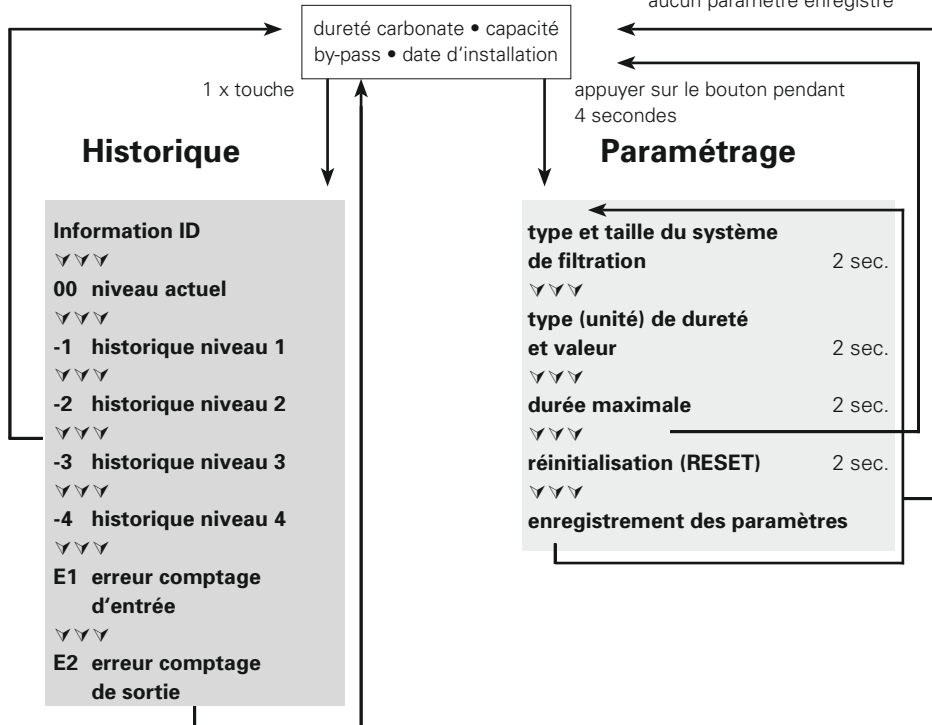 aucun paramètre enregistré
dureté carbonate • capacité
by-pass • date d‘installation
1 x touche
appuyer sur le bouton pendant
4 secondes
Historique
Paramétrage
Information ID
00 niveau actuel
-1 historique niveau 1
-2 historique niveau 2
-3 historique niveau 3
-4 historique niveau 4
E1 erreur comptage
d‘entrée
E2 erreur comptage
de sortie
type et taille du système
de filtration 2 sec.
type (unité) de dureté
et valeur 2 sec.
durée maximale 2 sec.
réinitialisation (RESET) 2 sec.
enregistrement des paramètres